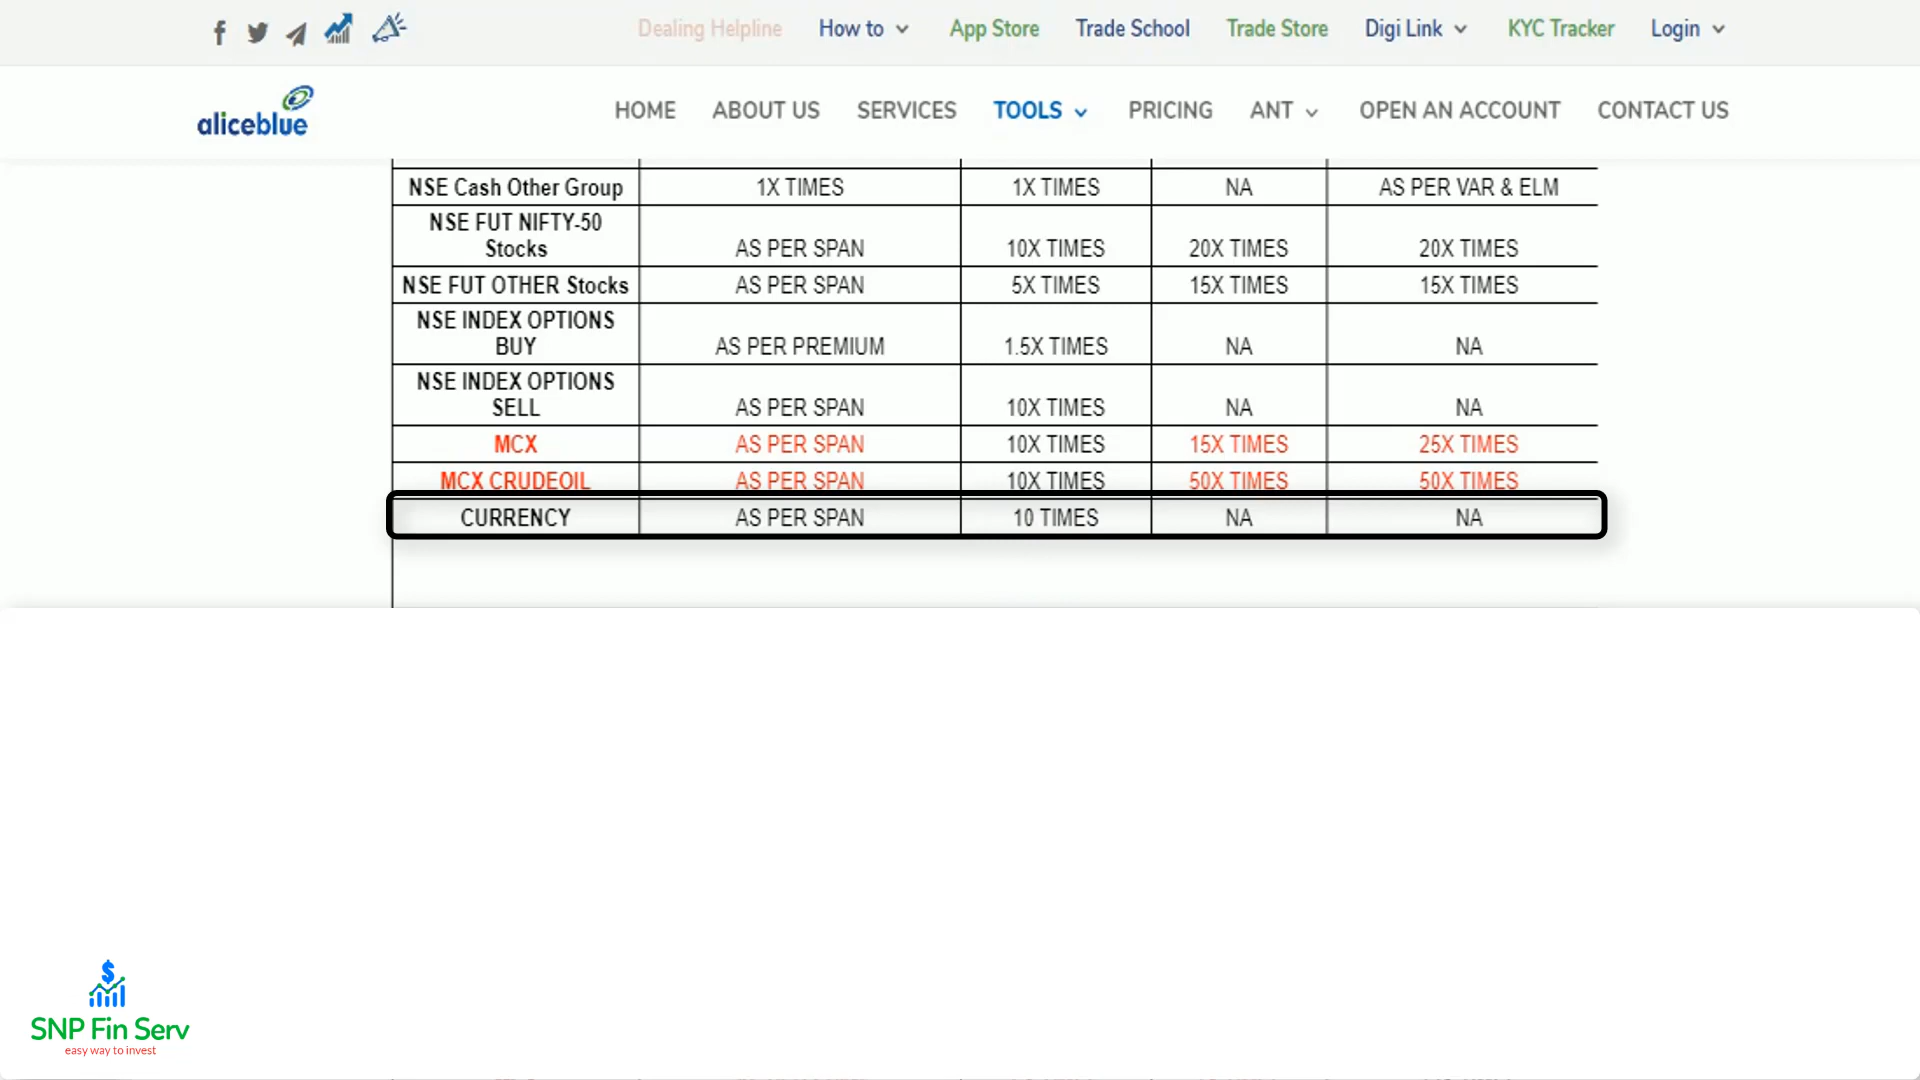 Dealing Helpline How to App Store Trade School Trade Store Digi Link KYC Tracker Login
aliceblue HOME ABOUT US SERVICES TOOLS PRICING ANT OPEN AN ACCOUNT CONTACT US
NSE Cash Other Group 1X TIMES 1X TIMES NA AS PER VAR & ELM
NSE FUT NIFTY-50
Stocks AS PER SPAN 10X TIMES 20X TIMES 20X TIMES
NSE FUT OTHER Stocks AS PER SPAN 5X TIMES 15X TIMES 15X TIMES
NSE INDEX OPTIONS
BUY AS PER PREMIUM 1.5X TIMES NA NA
NSE INDEX OPTIONS
SELL AS PER SPAN 10X TIMES NA NA
MCX AS PER SPAN 10X TIMES 15X TIMES 25X TIMES
MCX CRUDEOIL AS PER SPAN 10X TIMES 50X TIMES 50X TIMES
CURRENCY AS PER SPAN 10 TIMES NA NA
SNP Fin Serv
easy way to invest